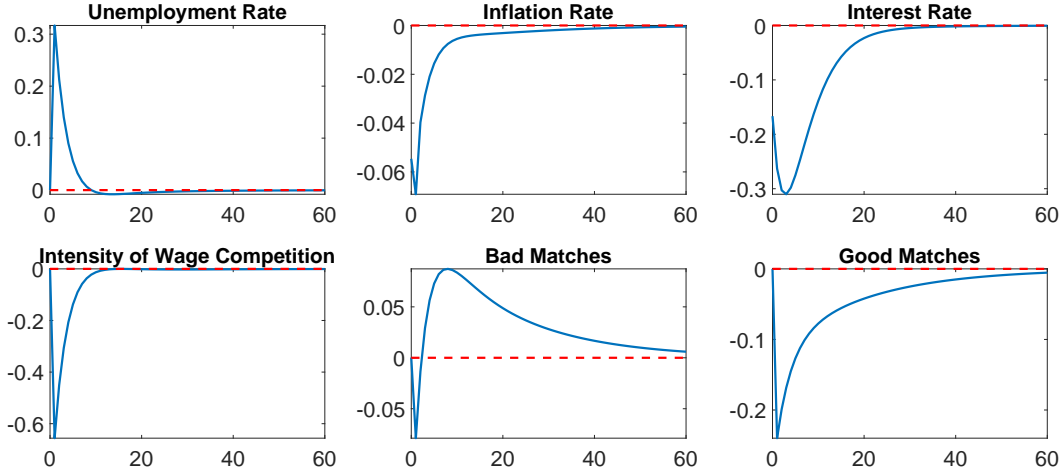 Unemployment Rate
0.3
0.2
0.1
0
0 20 40 60
Inflation Rate
0
-0.02
-0.04
-0.06
0 20 40 60
Interest Rate
0
-0.1
-0.2
-0.3
0 20 40 60
Intensity of Wage Competition
0
-0.2
-0.4
-0.6
0 20 40 60
Bad Matches
0.05
0
-0.05
0 20 40 60
Good Matches
0
-0.1
-0.2
0 20 40 60